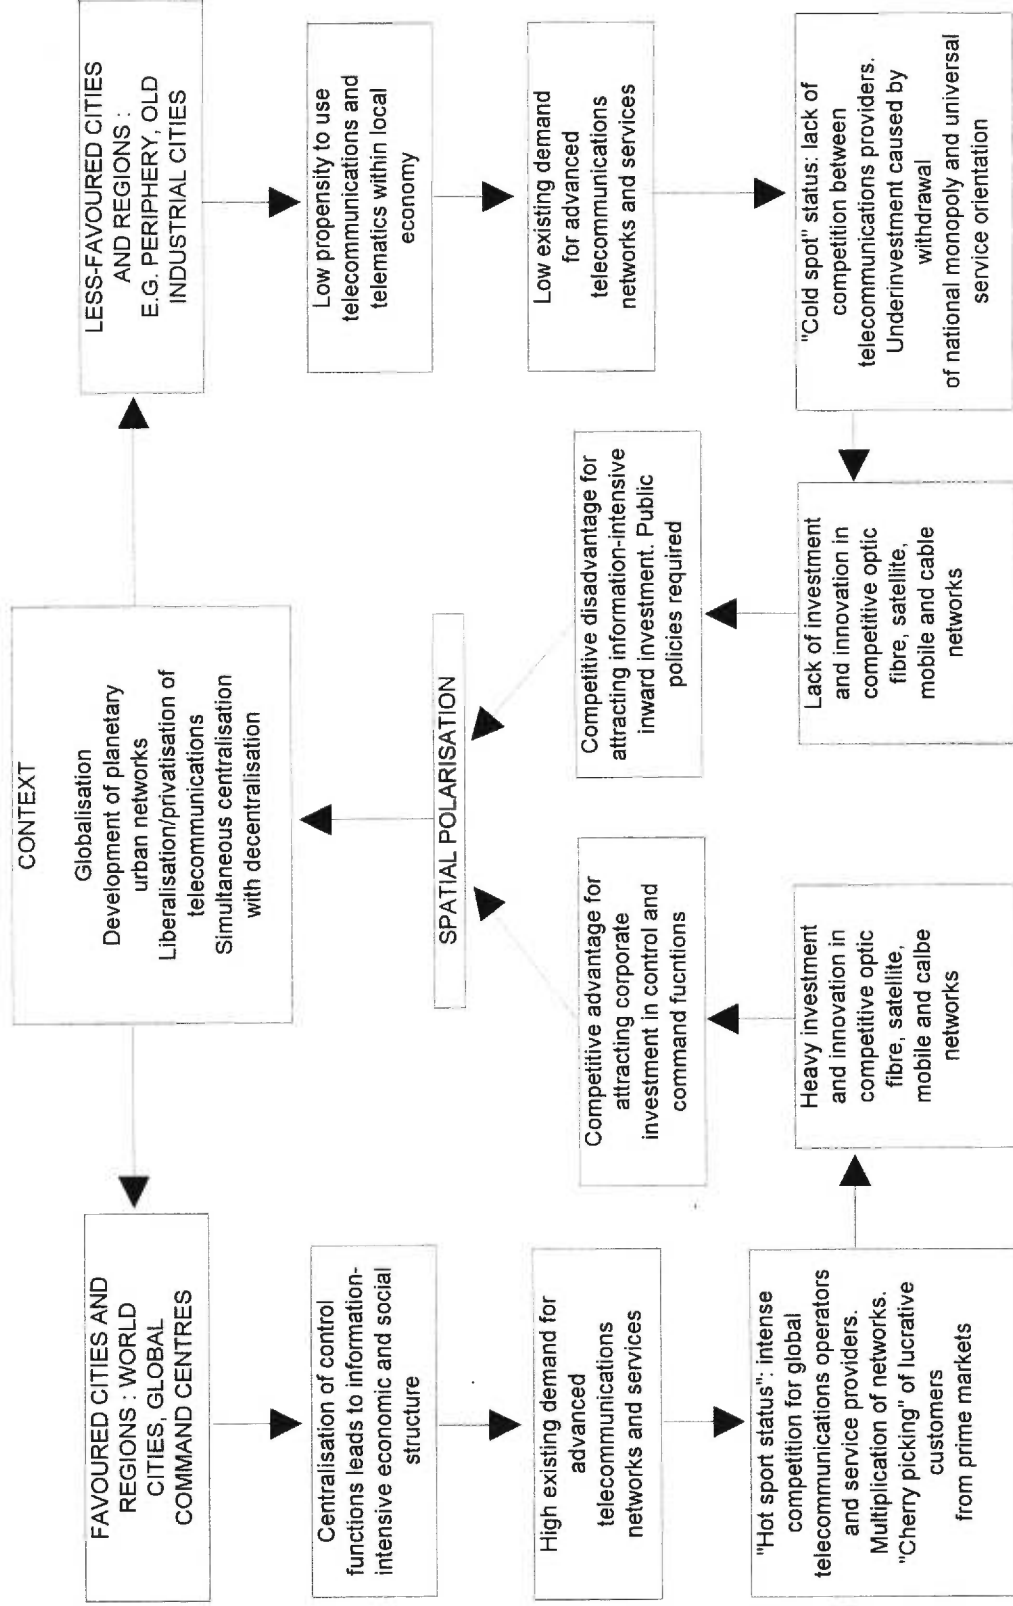 CONTEXT
Globalisation
Development of planetary
urban networks
Liberalisation/privatisation of
telecommunications
Simultaneous centralisation
with decentralisation
FAVOURED CITIES AND
REGIONS : WORLD
CITIES, GLOBAL
COMMAND CENTRES
Centralisation of control
functions leads to information-
intensive economic and social
structure
High existing demand for
advanced
telecommunications
networks and services
"Hot sport status": intense
competition for global
telecommunications operators
and service providers.
Multiplication of networks.
"Cherry picking" of lucrative
customers
from prime markets
Heavy investment
and innovation in
competitive optic
fibre, satellite,
mobile and calbe
networks
Competitive advantage for
attracting corporate
investment in control and
command fucntions
SPATIAL POLARISATION
LESS-FAVOURED CITIES
AND REGIONS :
E.G. PERIPHERY, OLD
INDUSTRIAL CITIES
Low propensity to use
telecommunications and
telematics within local
economy
Low existing demand
for advanced
telecommunications
networks and services
"Cold spot" status: lack of
competition between
telecommunications providers.
Underinvestment caused by
withdrawal
of national monopoly and universal
service orientation
Lack of investment
and innovation in
competitive optic
fibre, satellite,
mobile and cable
networks
Competitive disadvantage for
attracting information-intensive
inward investment. Public
policies required